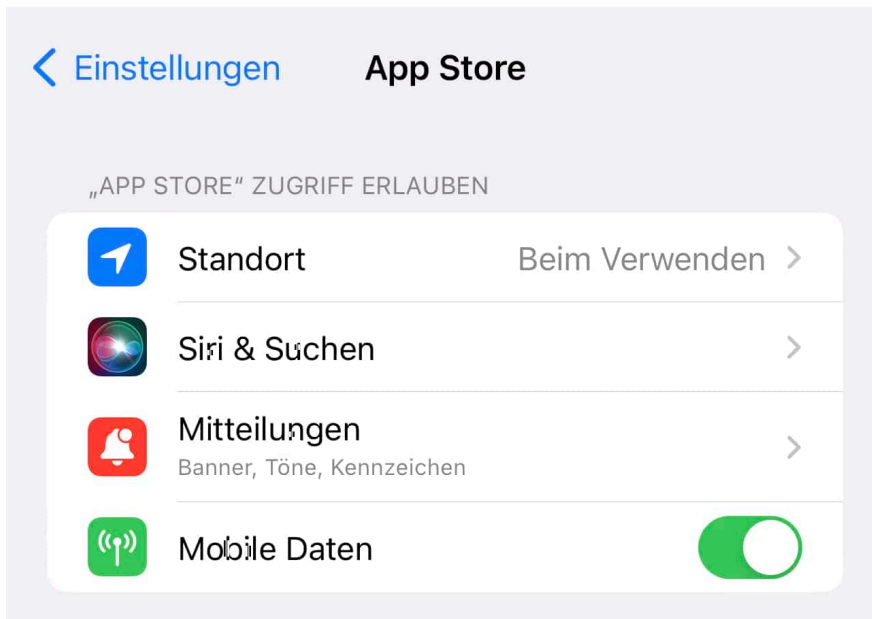 Einstellungen App Store
„APP STORE“ ZUGRIFF ERLAUBEN
Standort Beim Verwenden
Siri & Suchen
Mitteilungen
Banner, Töne, Kennzeichen
Mobile Daten